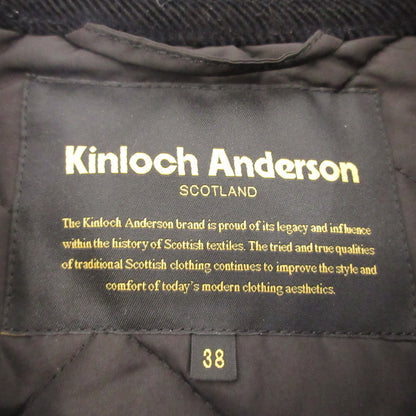 Kinloch Anderson
SCOTLAND
The Kinloch Anderson brand is proud of its legacy and influence
within the history of Scottish textiles. The tried and true qualities
of traditional Scottish clothing continues to improve the style and
comfort of today's modern clothing aesthetics.
38